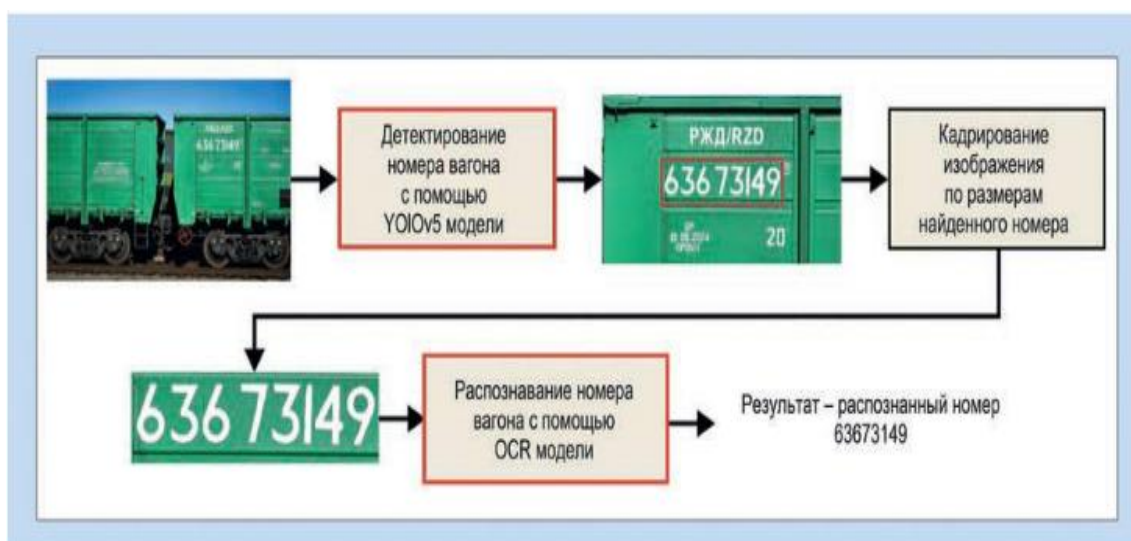 63673149
Детектирование
номера вагона
с помощью
YOlOv5 модели
РЖД/RZD
63673149
20
Кадрирование
изображения
по размерам
найденного номера
63673149
Распознавание номера
вагона с помощью
OCR модели
Результат – распознанный номер
63673149